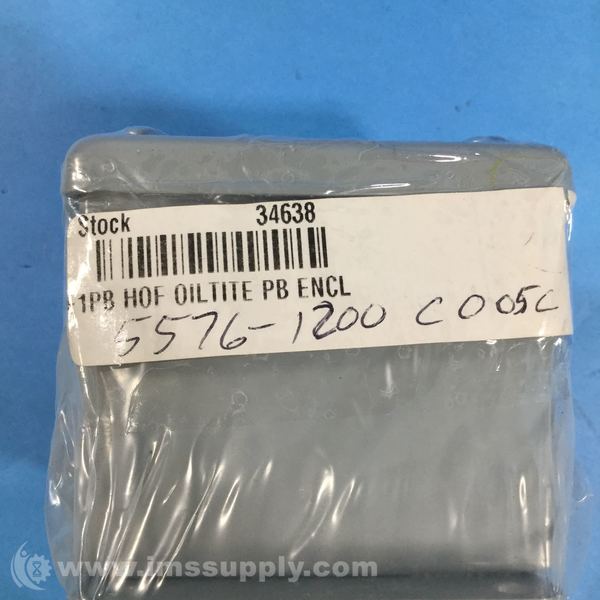 Stock 34638
1PB HOF OILTITE PB ENCL
5576-1200 C005C
www.imssupply.com